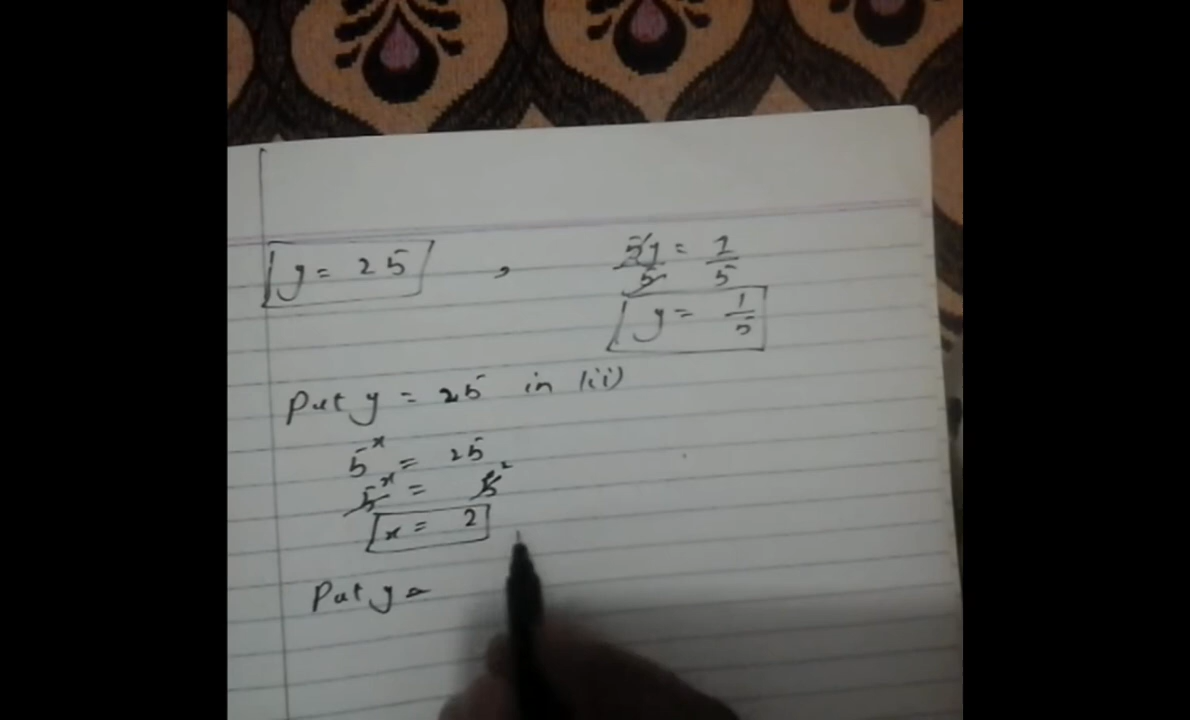 y = 25 , 5y/5 = 1/5
y = 1/5
Put y = 25 in (ii)
5^x = 25
5^x = 5^2
x = 2
Put y =